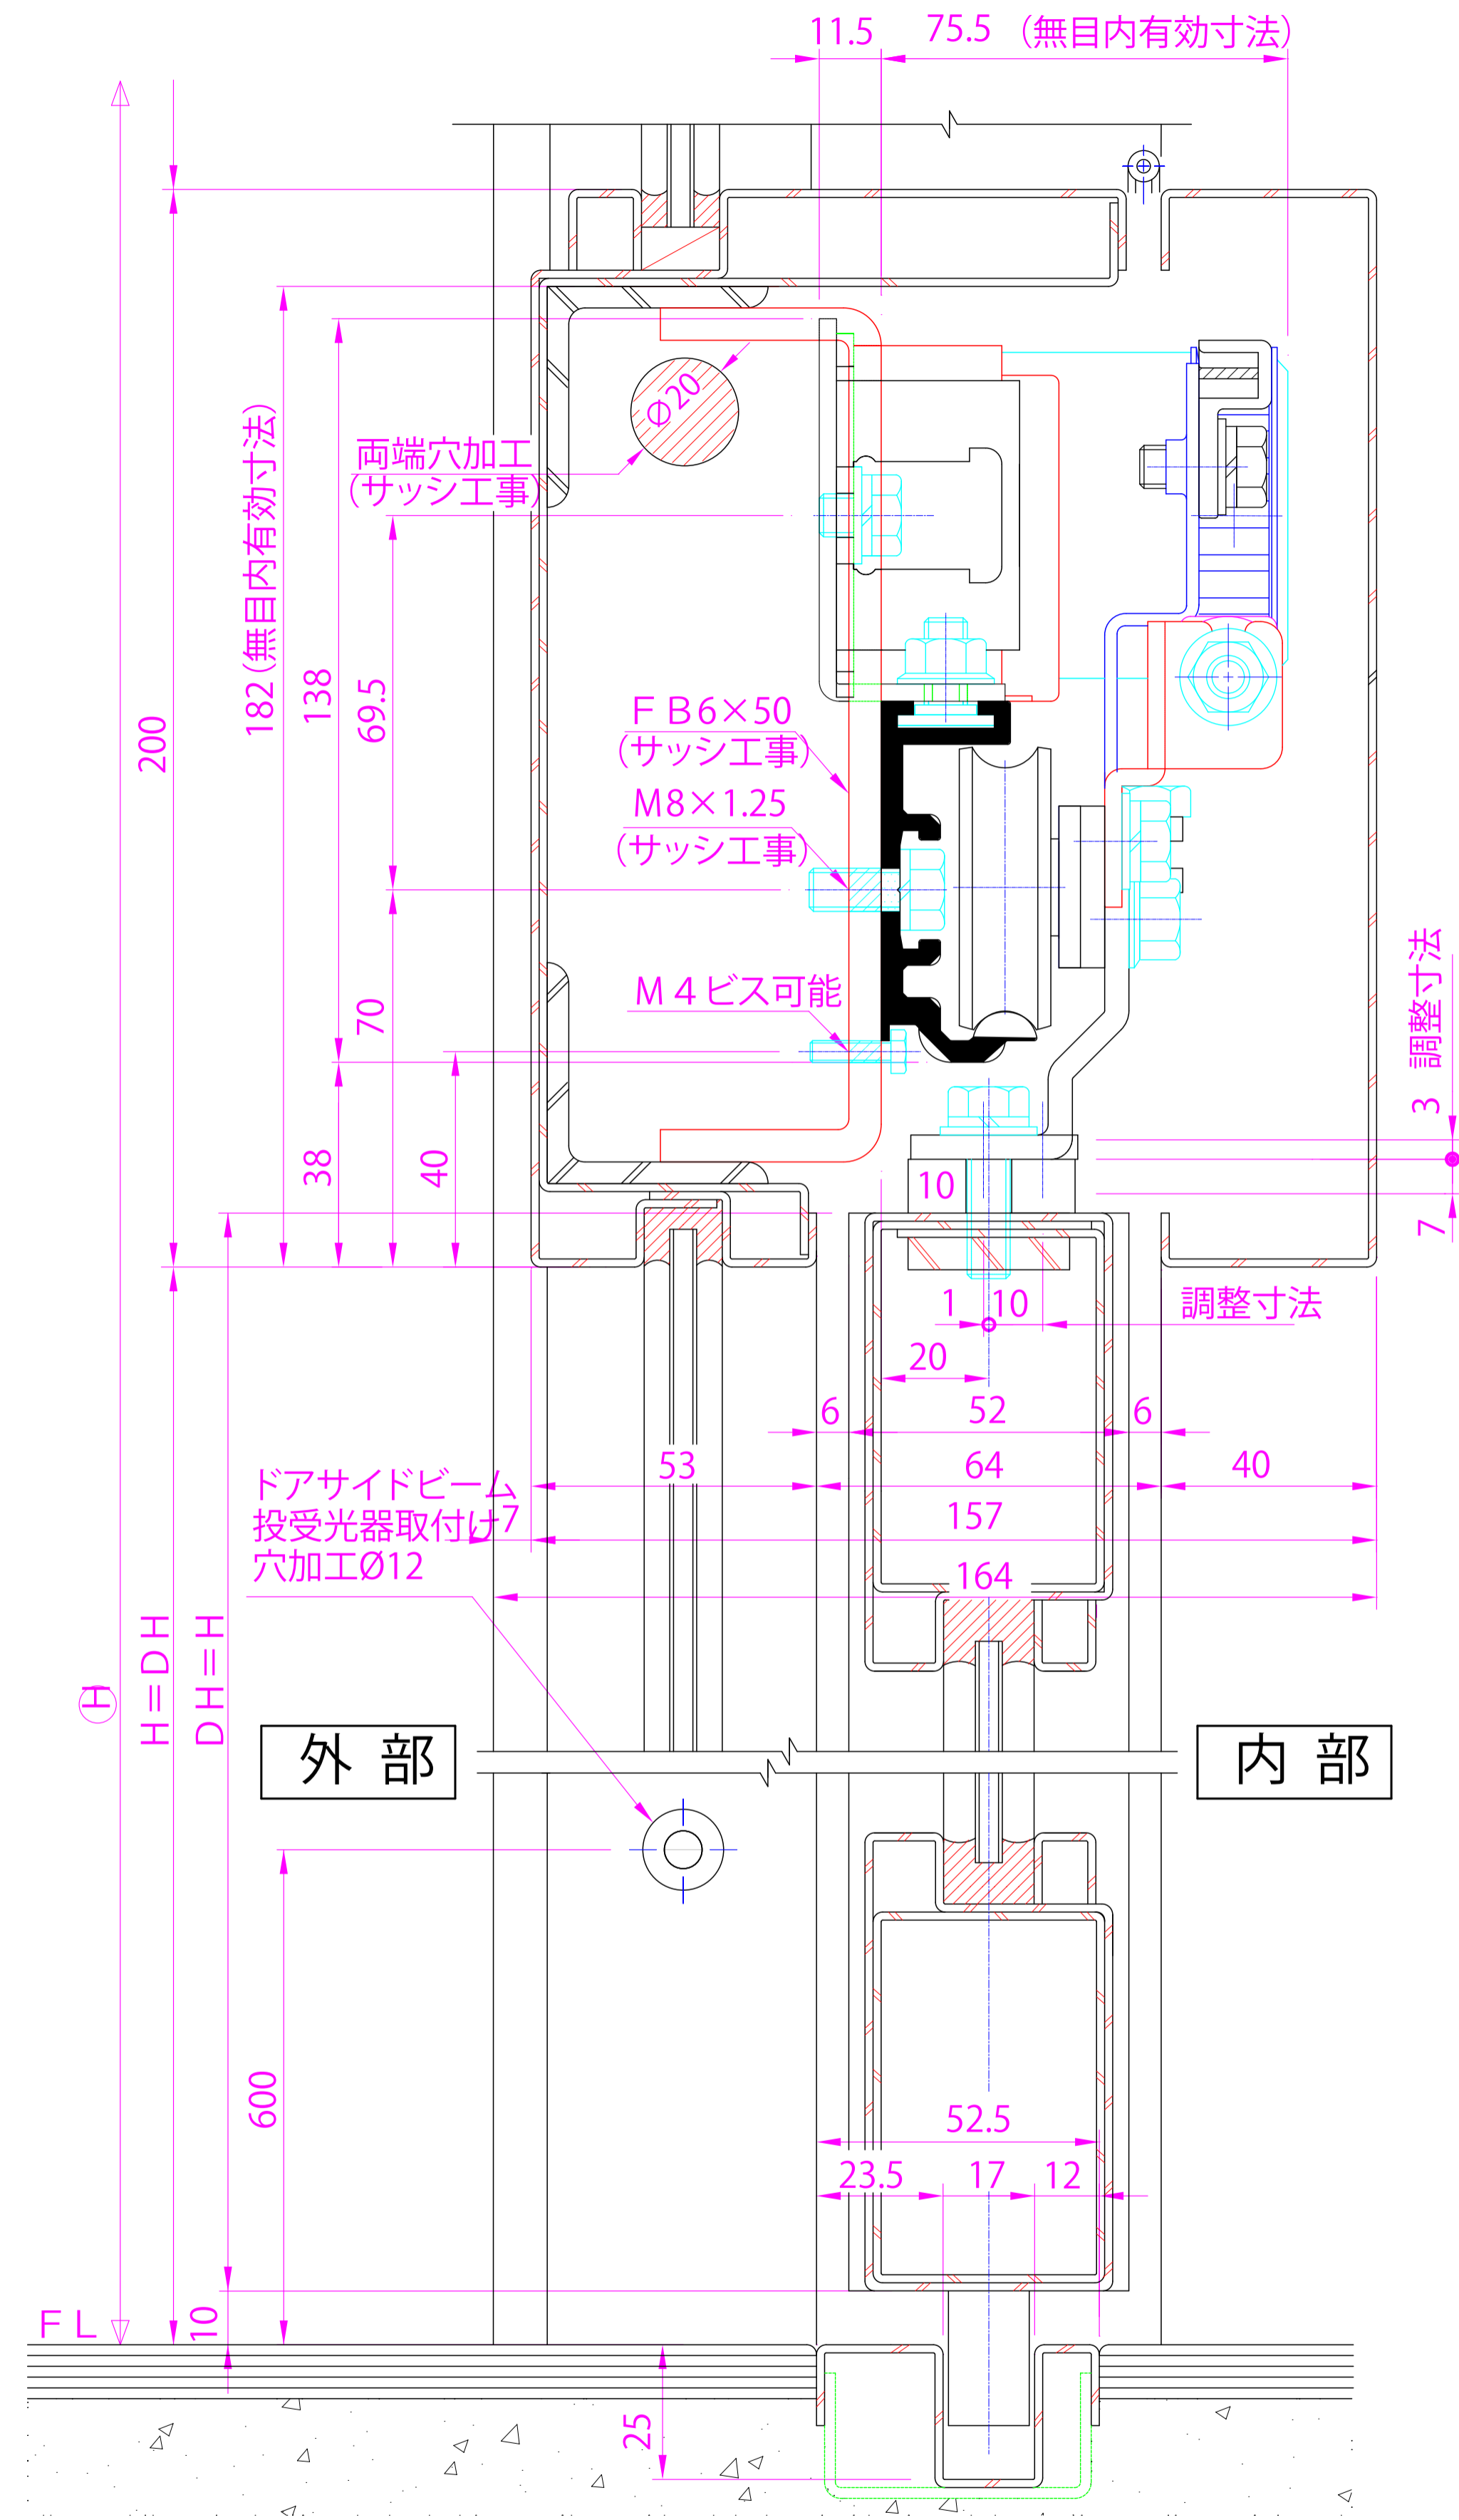 11.5
75.5 (無目内有効寸法)
200
182(無目内有効寸法)
138
69.5
70
38
40
両端穴加工
(サッシ工事)
∅20
ＦＢ6×50
(サッシ工事)
M8×1.25
(サッシ工事)
Ｍ４ビス可能
3 調整寸法
7
10
1
10
調整寸法
20
6
52
6
53
64
40
157
7
164
ドアサイドビーム
投受光器取付け
穴加工Ø12
Ⓗ
Ｈ＝ＤＨ
ＤＨ＝Ｈ
外 部
内 部
600
52.5
23.5
17
12
ＦＬ
10
25